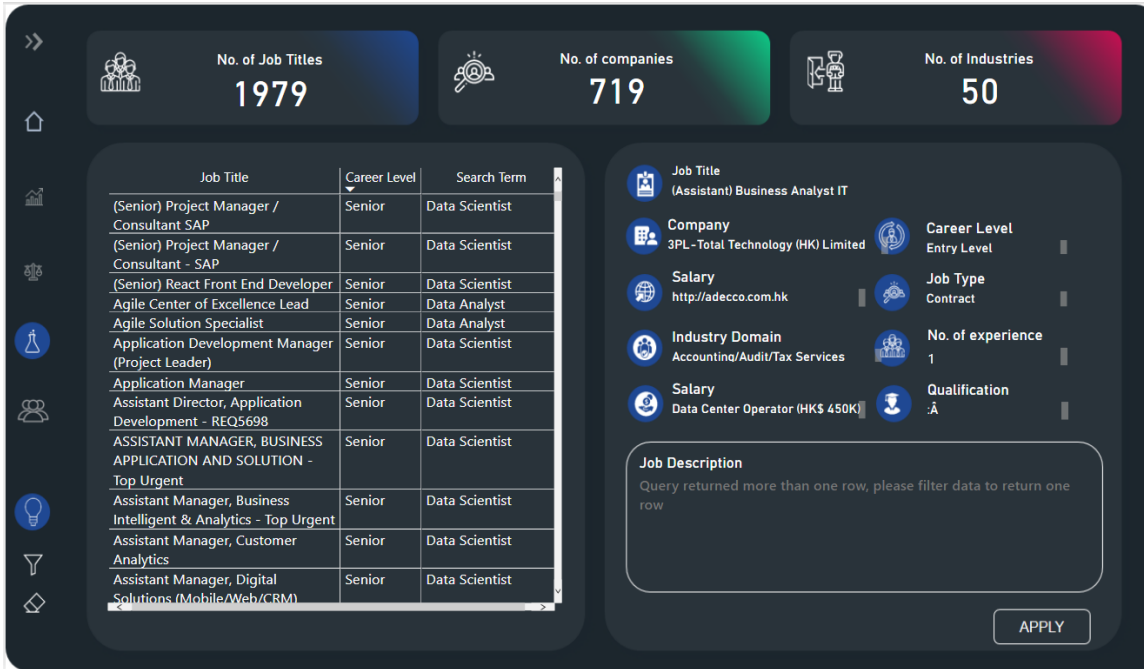 No. of Job Titles
1979
No. of companies
719
No. of Industries
50
Job Title
Career Level
Search Term
(Senior) Project Manager /
Consultant SAP
Senior
Data Scientist
(Senior) Project Manager /
Consultant - SAP
Senior
Data Scientist
(Senior) React Front End Developer
Senior
Data Scientist
Agile Center of Excellence Lead
Senior
Data Analyst
Agile Solution Specialist
Senior
Data Analyst
Application Development Manager
(Project Leader)
Senior
Data Scientist
Application Manager
Senior
Data Scientist
Assistant Director, Application
Development - REQ5698
Senior
Data Scientist
ASSISTANT MANAGER, BUSINESS
APPLICATION AND SOLUTION -
Top Urgent
Senior
Data Scientist
Assistant Manager, Business
Intelligent & Analytics - Top Urgent
Senior
Data Scientist
Assistant Manager, Customer
Analytics
Senior
Data Scientist
Assistant Manager, Digital
Solutions (Mobile/Web/CRM)
Senior
Data Scientist
Job Title
(Assistant) Business Analyst IT
Company
3PL-Total Technology (HK) Limited
Career Level
Entry Level
Salary
http://adecco.com.hk
Job Type
Contract
Industry Domain
Accounting/Audit/Tax Services
No. of experience
1
Salary
Data Center Operator (HK$ 450K)
Qualification
:Â
Job Description
Query returned more than one row, please filter data to return one
row
APPLY